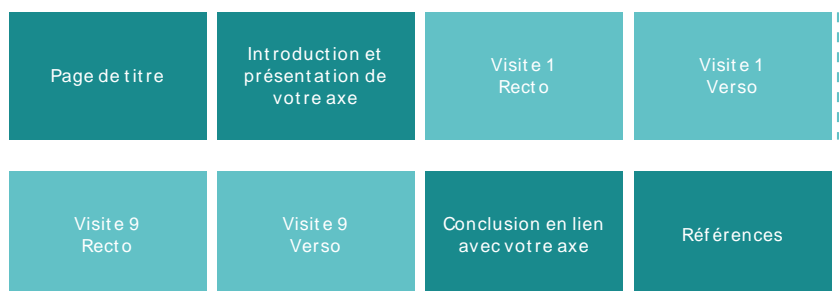 Page de titre
Introduction et
présentation de
votre axe
Visite 1
Recto
Visite 1
Verso
Visite 9
Recto
Visite 9
Verso
Conclusion en lien
avec votre axe
Références